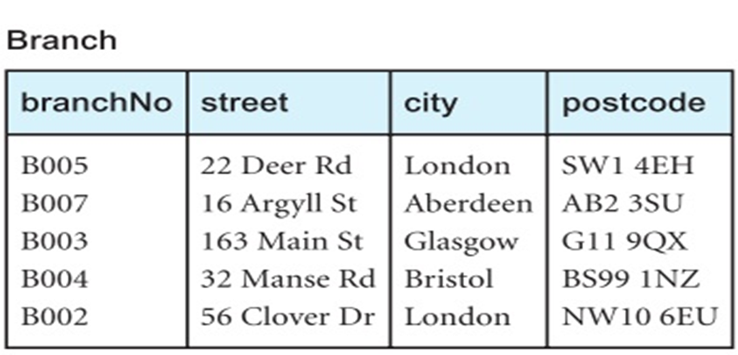 Branch
branchNo street city postcode
B005 22 Deer Rd London SW1 4EH
B007 16 Argyll St Aberdeen AB2 3SU
B003 163 Main St Glasgow G11 9QX
B004 32 Manse Rd Bristol BS99 1NZ
B002 56 Clover Dr London NW10 6EU